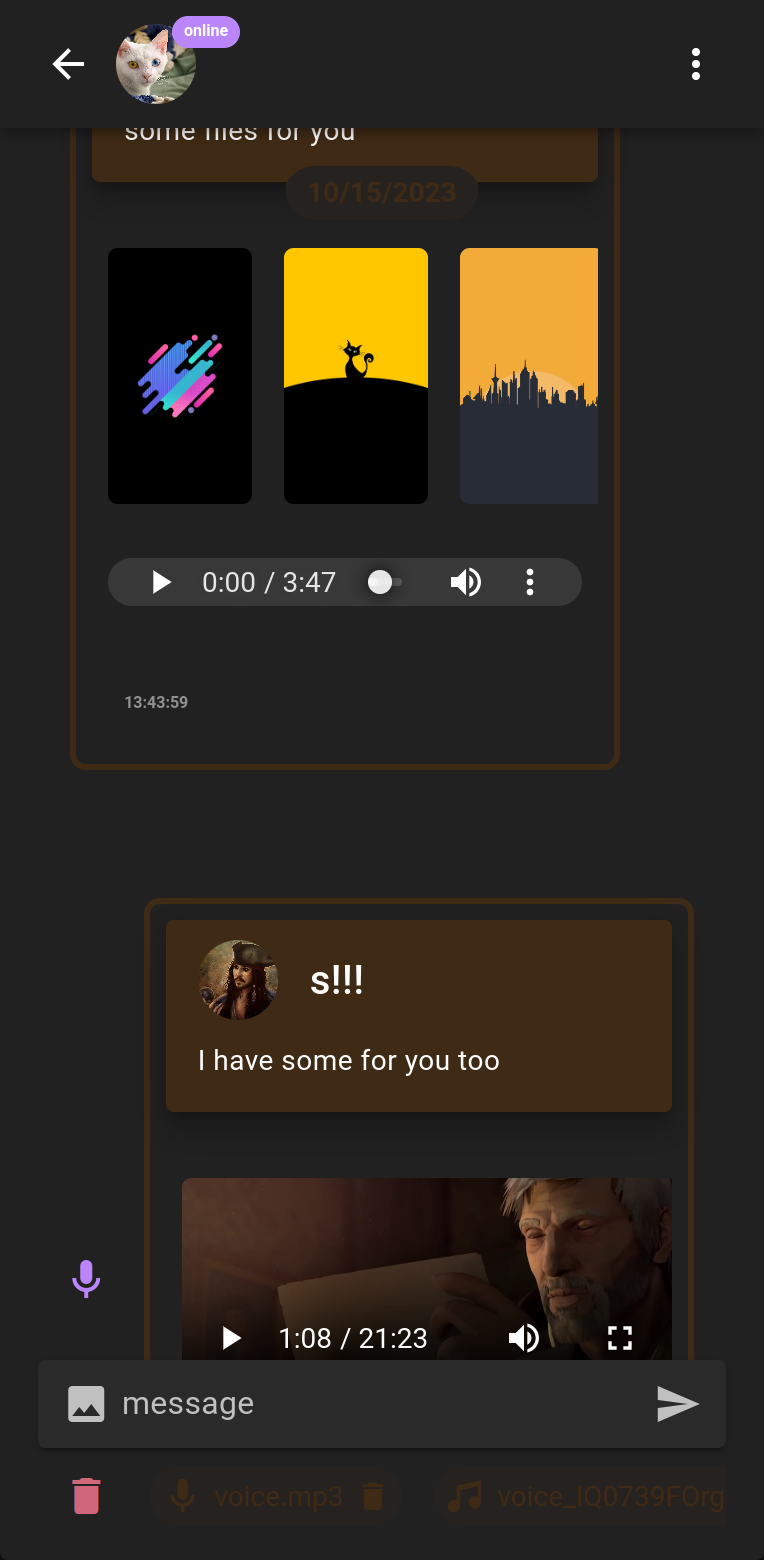 online
some files for you
10/15/2023
0:00 / 3:47
13:43:59
s!!!
I have some for you too
1:08 / 21:23
message
voice.mp3
voice_IQ0739FOrg